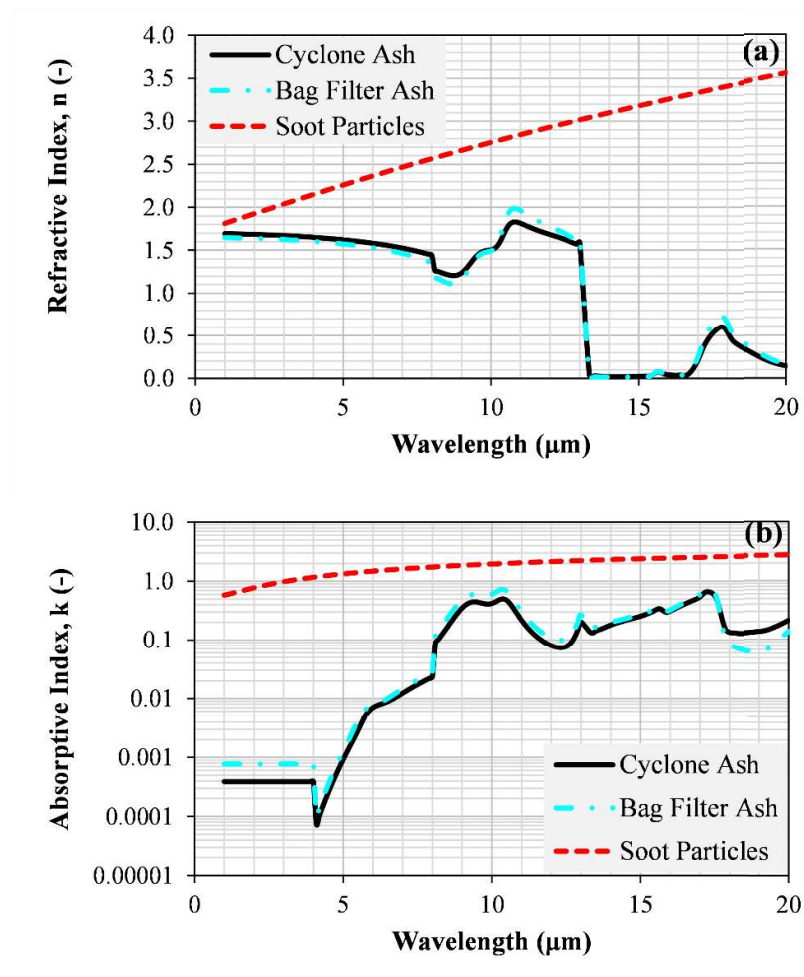 (a)
4.0
3.5
3.0
2.5
2.0
1.5
1.0
0.5
0.0
Refractive Index, n (-)
Cyclone Ash
Bag Filter Ash
Soot Particles
0 5 10 15 20
Wavelength (μm)
(b)
10.0
1.0
0.1
0.01
0.001
0.0001
0.00001
Absorptive Index, k (-)
Cyclone Ash
Bag Filter Ash
Soot Particles
0 5 10 15 20
Wavelength (μm)